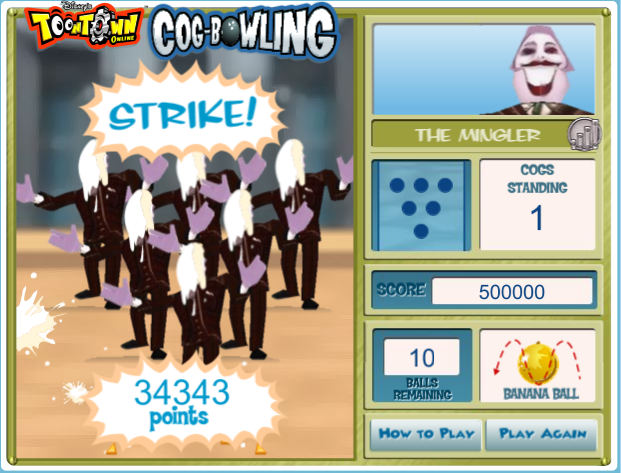 Disney's
TOONTOWN
ONLINE
COG-BOWLING
STRIKE!
34343
points
THE MINGLER
COGS
STANDING
1
SCORE
500000
10
BALLS
REMAINING
BANANA BALL
HOW TO PLAY
PLAY AGAIN